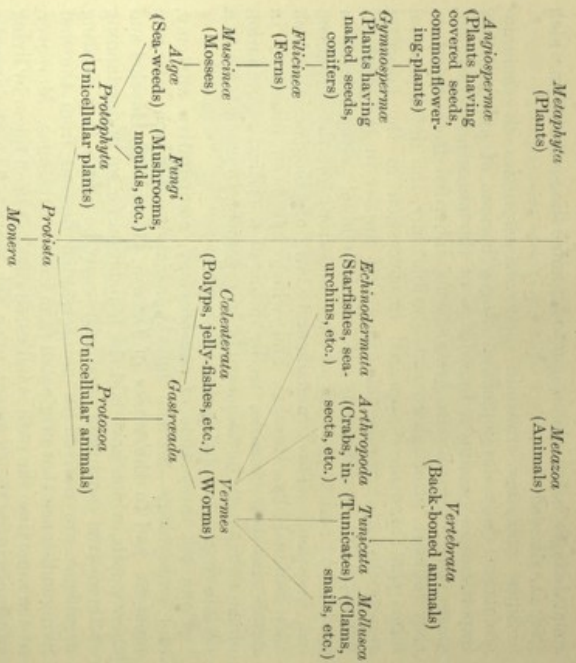 Metaphyta
(Plants)
Metazoa
(Animals)
Angiospermæ
(Plants having
covered seeds,
common flower-
ing-plants)
Vertebrata
(Back-boned animals)
Gymnospermæ
(Plants having
naked seeds,
conifers)
Echinodermata
(Starfishes, sea-
urchins, etc.)
Arthropoda
(Crabs, in-
sects, etc.)
Tunicata
(Tunicates)
Mollusca
(Clams,
snails, etc.)
Filicineæ
(Ferns)
Muscineæ
(Mosses)
Cœlenterata
(Polyps, jelly-fishes, etc.)
Vermes
(Worms)
Algæ
(Sea-weeds)
Fungi
(Mushrooms,
moulds, etc.)
Gastræada
Protophyta
(Unicellular plants)
Protozoa
(Unicellular animals)
Protista
Monera